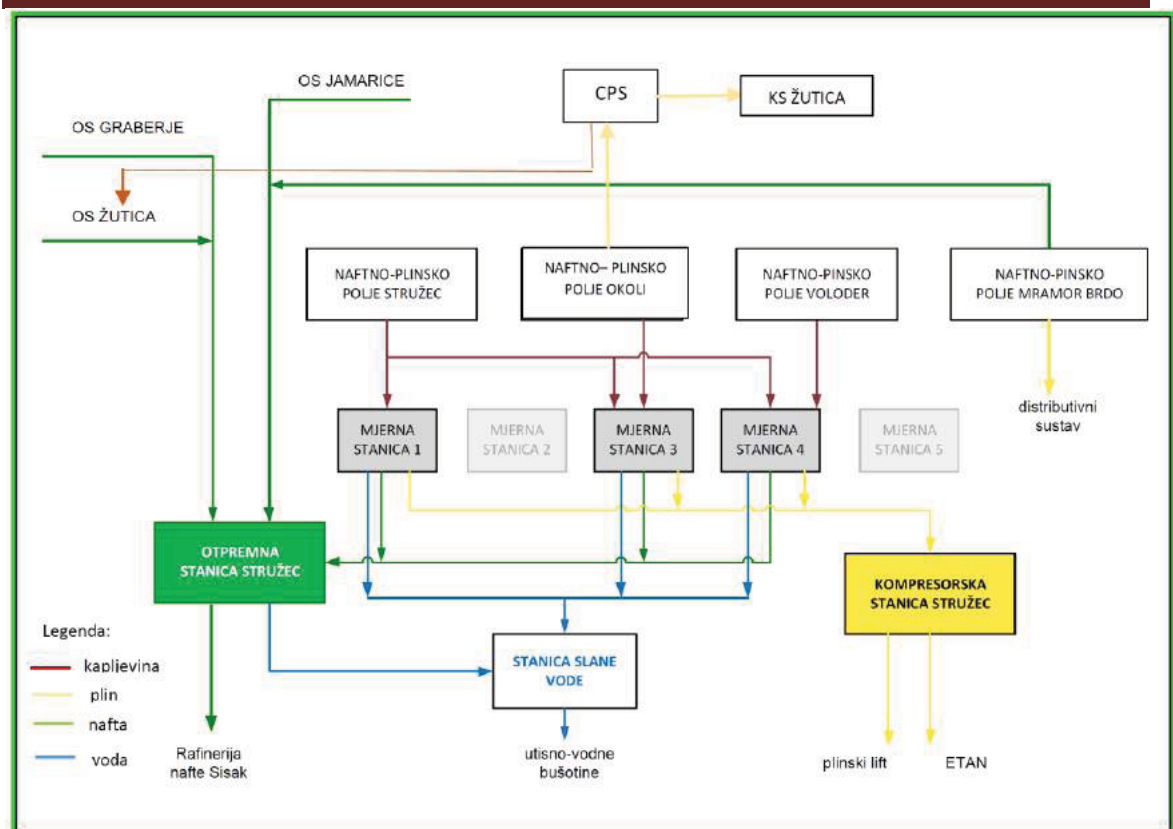 OS JAMARICE
CPS
KS ŽUTICA
OS GRABERJE
OS ŽUTICA
NAFTNO-PLINSKO
POLJE STRUŽEC
NAFTNO– PLINSKO
POLJE OKOLI
NAFTNO-PINSKO
POLJE VOLODER
NAFTNO-PINSKO
POLJE MRAMOR BRDO
distributivni
sustav
MJERNA
STANICA 1
MJERNA
STANICA 2
MJERNA
STANICA 3
MJERNA
STANICA 4
MJERNA
STANICA 5
OTPREMNA
STANICA STRUŽEC
KOMPRESORSKA
STANICA STRUŽEC
STANICA SLANE
VODE
Legenda:
kapljevina
plin
nafta
voda
Rafinerija
nafte Sisak
utisno-vodne
bušotine
plinski lift
ETAN